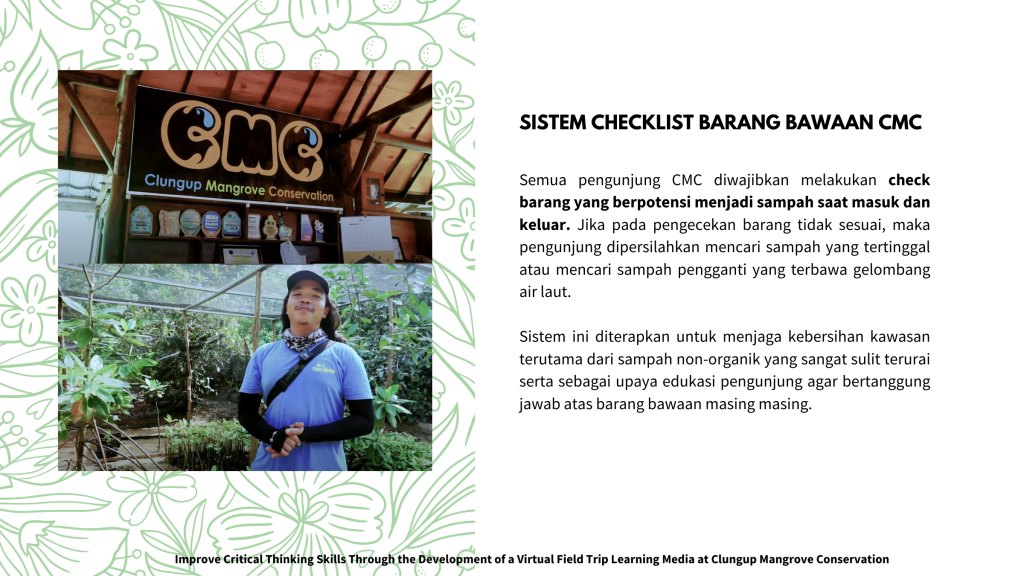 CMC
Clungup Mangrove Conservation
SISTEM CHECKLIST BARANG BAWAAN CMC
Semua pengunjung CMC diwajibkan melakukan check
barang yang berpotensi menjadi sampah saat masuk dan
keluar. Jika pada pengecekan barang tidak sesuai, maka
pengunjung dipersilahkan mencari sampah yang tertinggal
atau mencari sampah pengganti yang terbawa gelombang
air laut.
Sistem ini diterapkan untuk menjaga kebersihan kawasan
terutama dari sampah non-organik yang sangat sulit terurai
serta sebagai upaya edukasi pengunjung agar bertanggung
jawab atas barang bawaan masing masing.
Improve Critical Thinking Skills Through the Development of a Virtual Field Trip Learning Media at Clungup Mangrove Conservation